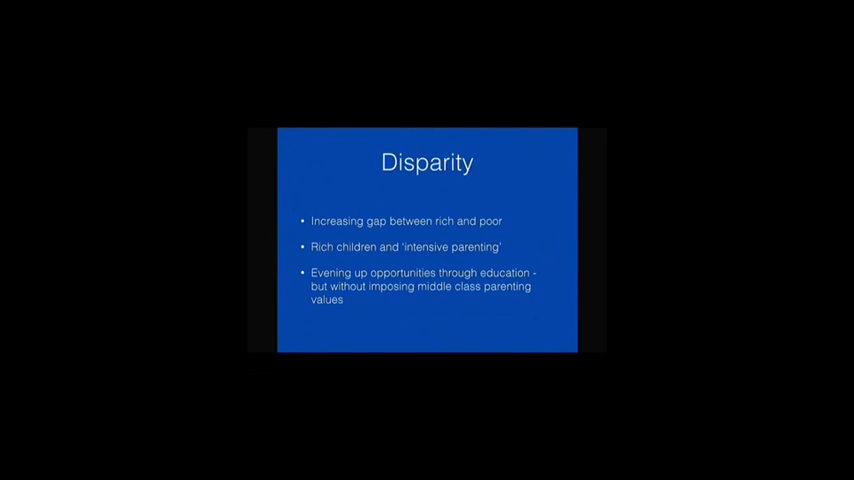 Disparity
• Increasing gap between rich and poor
• Rich children and ‘intensive parenting’
• Evening up opportunities through education -
but without imposing middle class parenting
values